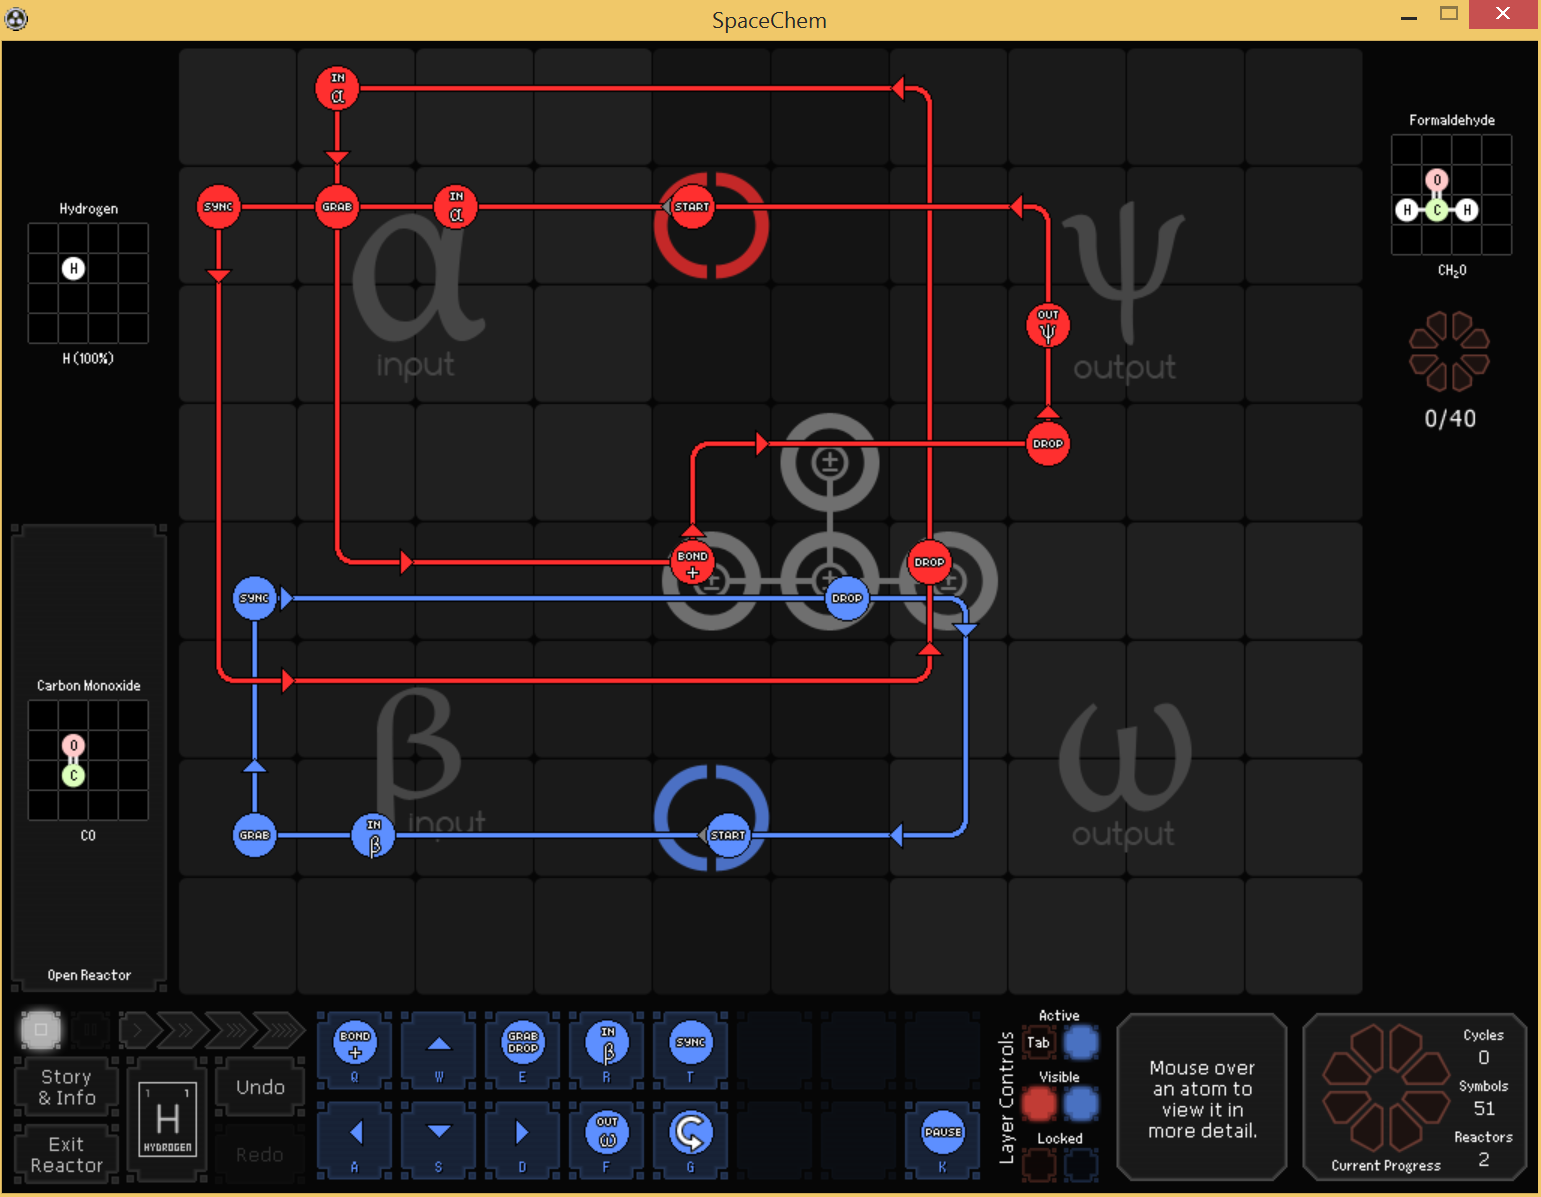 SpaceChem
IN
α
SYNC
GRAB
IN
α
START
α
input
ψ
output
OUT
ψ
DROP
BOND
+
DROP
SYNC
DROP
β
input
GRAB
IN
β
START
ω
output
Hydrogen
H
H (100%)
Carbon Monoxide
O
C
CO
Open Reactor
Formaldehyde
O
H C H
CH₂O
0/40
Story
& Info
Exit
Reactor
1 1
H
HYDROGEN
Undo
Redo
BOND
+
Q
W
GRAB
DROP
E
IN
β
R
SYNC
T
A
S
D
OUT
ω
F
G
PAUSE
K
Layer Controls
Active
Tab
Visible
Locked
Mouse over
an atom to
view it in
more detail.
Cycles
0
Symbols
51
Reactors
2
Current Progress